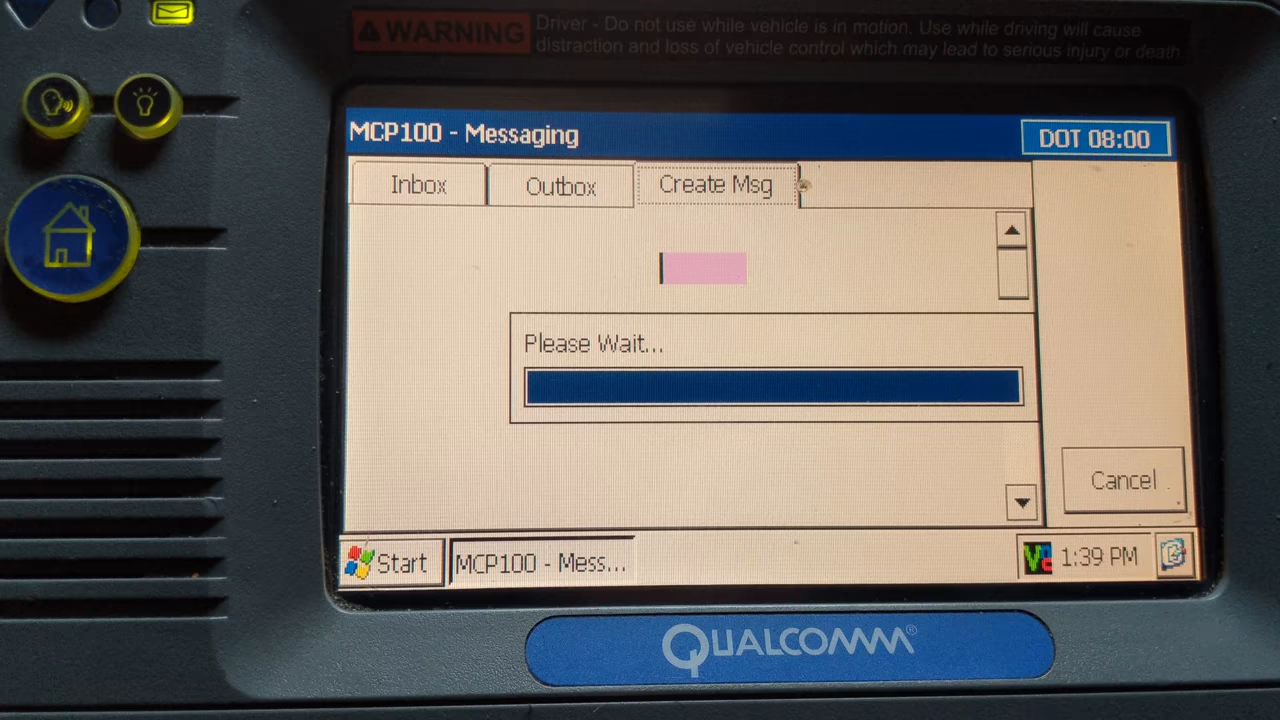 WARNING
Driver - Do not use while vehicle is in motion. Use while driving will cause
distraction and loss of vehicle control which may lead to serious injury or death.
MCP100 - Messaging
DOT 08:00
Inbox
Outbox
Create Msg
Please Wait...
Cancel
Start
MCP100 - Mess...
1:39 PM
QUALCOMM®